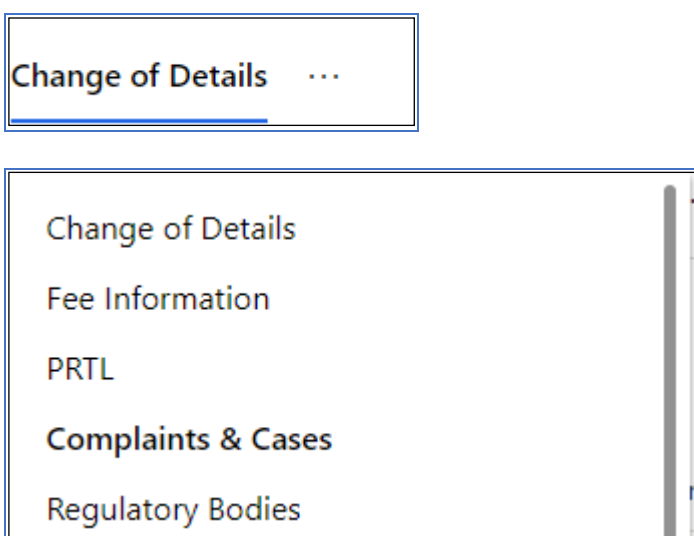 Change of Details ...
Change of Details
Fee Information
PRTL
Complaints & Cases
Regulatory Bodies